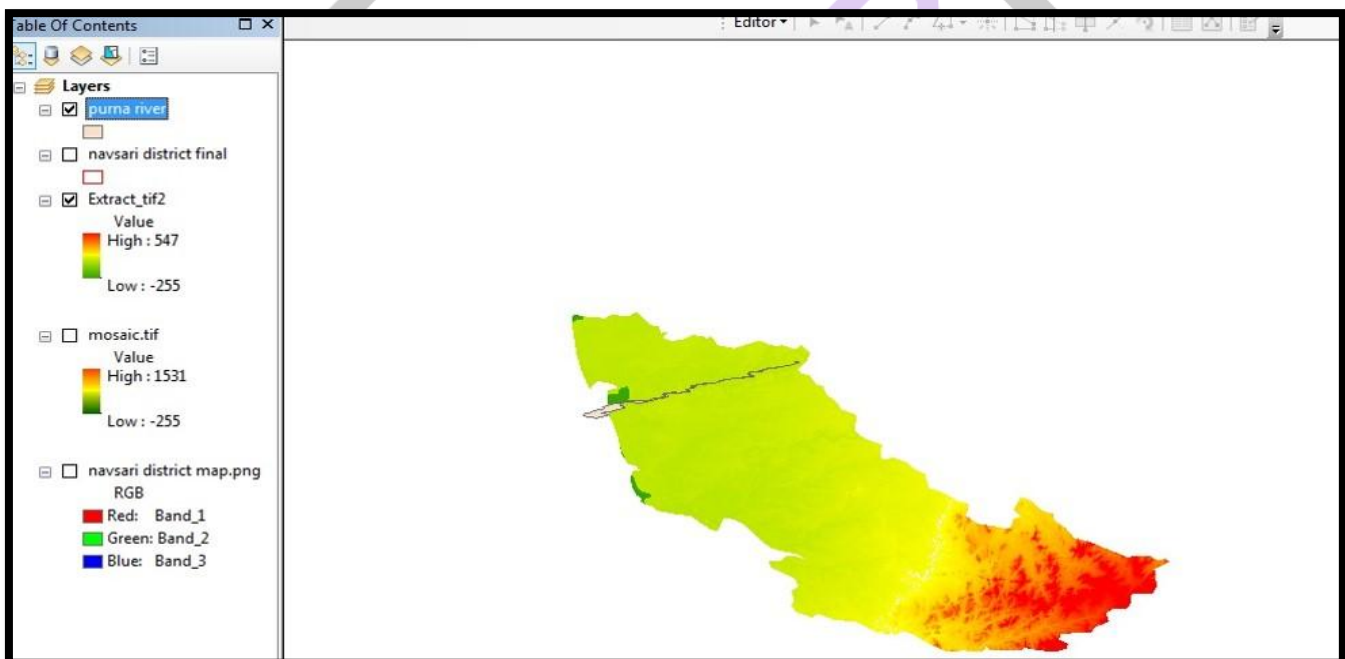 Table Of Contents
Editor
Layers
purna river
navsari district final
Extract_tif2
Value
High : 547
Low : -255
mosaic.tif
Value
High : 1531
Low : -255
navsari district map.png
RGB
Red: Band_1
Green: Band_2
Blue: Band_3